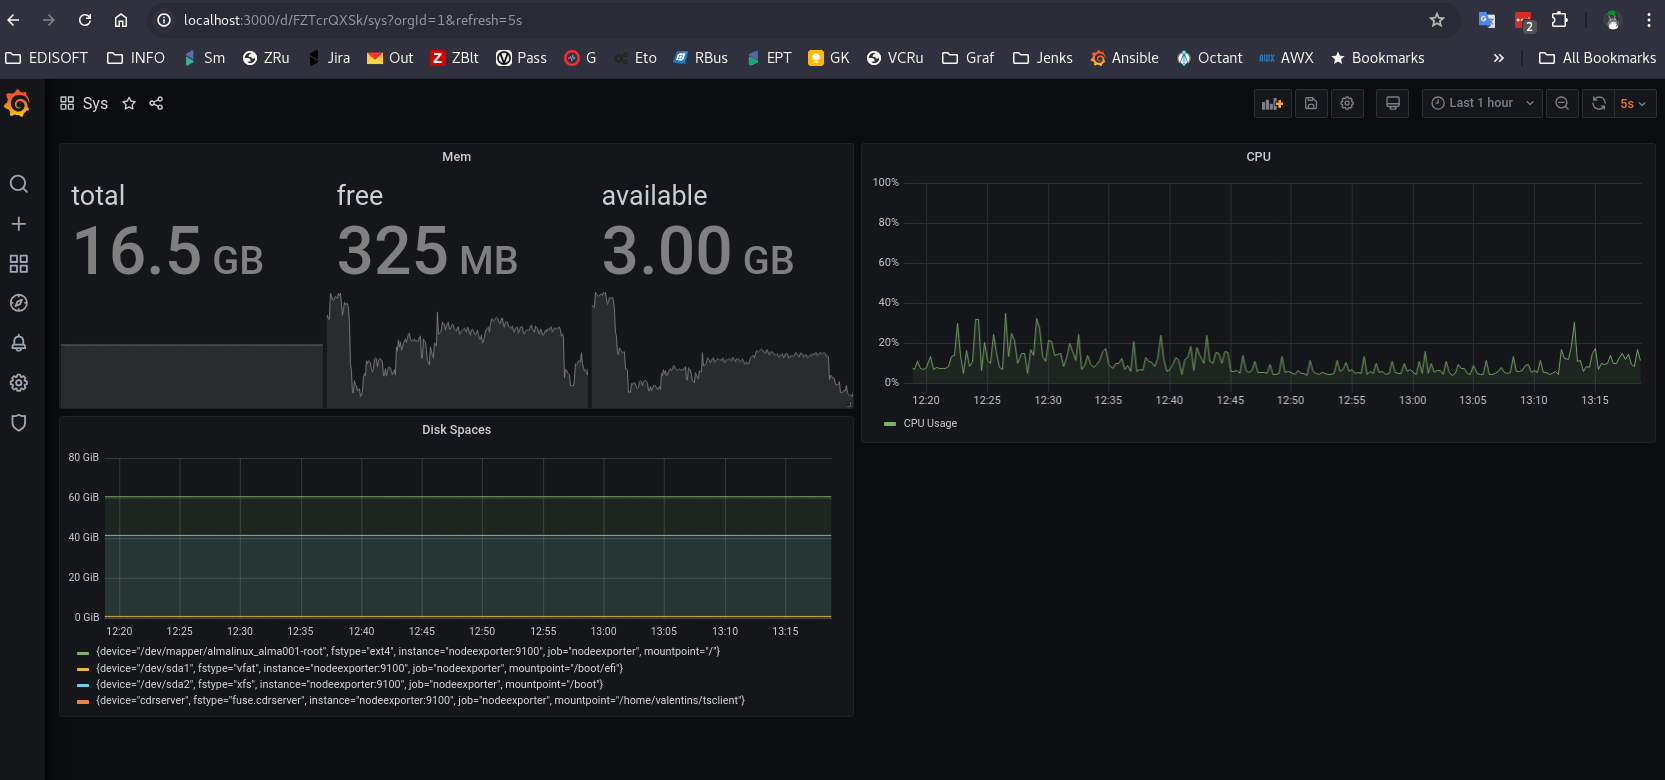 localhost:3000/d/FZTcrQXSk/sys?orgId=1&refresh=5s
2
EDISOFT INFO Sm ZRu Jira Out ZBlt Pass G Eto RBus EPT GK VCRu Graf Jenks Ansible Octant AWX Bookmarks » All Bookmarks
Sys
Last 1 hour
5s
Mem
total free available
16.5 GB 325 MB 3.00 GB
CPU
100%
80%
60%
40%
20%
0%
12:20 12:25 12:30 12:35 12:40 12:45 12:50 12:55 13:00 13:05 13:10 13:15
CPU Usage
Disk Spaces
80 GiB
60 GiB
40 GiB
20 GiB
0 GiB
12:20 12:25 12:30 12:35 12:40 12:45 12:50 12:55 13:00 13:05 13:10 13:15
{device="/dev/mapper/almalinux_alma001-root", fstype="ext4", instance="nodeexporter:9100", job="nodeexporter", mountpoint="/"}
{device="/dev/sda1", fstype="vfat", instance="nodeexporter:9100", job="nodeexporter", mountpoint="/boot/efi"}
{device="/dev/sda2", fstype="xfs", instance="nodeexporter:9100", job="nodeexporter", mountpoint="/boot"}
{device="cdrserver", fstype="fuse.cdrserver", instance="nodeexporter:9100", job="nodeexporter", mountpoint="/home/valentins/tsclient"}